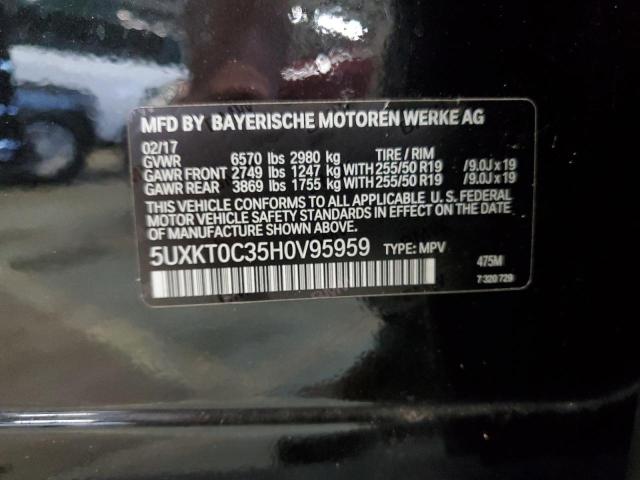 MFD BY BAYERISCHE MOTOREN WERKE AG
02/17
GVWR 6570 lbs 2980 kg TIRE / RIM
GAWR FRONT 2749 lbs 1247 kg WITH 255/50 R19 /9.0J x 19
GAWR REAR 3869 lbs 1755 kg WITH 255/50 R19 /9.0J x 19
THIS VEHICLE CONFORMS TO ALL APPLICABLE U.S. FEDERAL
MOTOR VEHICLE SAFETY STANDARDS IN EFFECT ON THE DATE
OF MANUFACTURE SHOWN ABOVE.
5UXKT0C35H0V95959 TYPE: MPV 475M
7 320 729